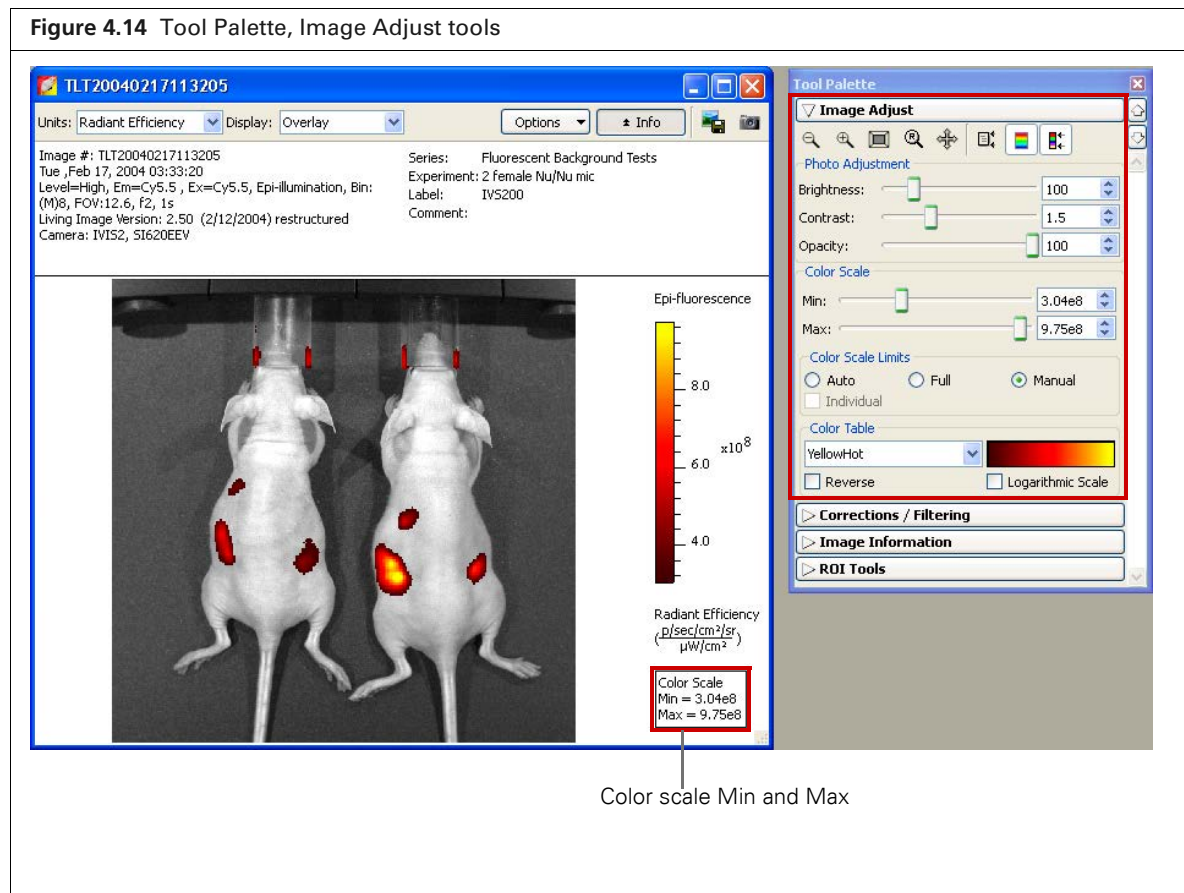 Figure 4.14 Tool Palette, Image Adjust tools
TLT20040217113205
Units: Radiant Efficiency Display: Overlay Options Info
Image #: TLT20040217113205
Tue ,Feb 17, 2004 03:33:20
Level=High, Em=Cy5.5 , Ex=Cy5.5, Epi-illumination, Bin:
(M)8, FOV:12.6, f2, 1s
Living Image Version: 2.50 (2/12/2004) restructured
Camera: IVIS2, SI620EEV
Series: Fluorescent Background Tests
Experiment: 2 female Nu/Nu mic
Label: IVS200
Comment:
Epi-fluorescence
8.0
x10⁸
6.0
4.0
Radiant Efficiency
(p/sec/cm²/sr
µW/cm²)
Color Scale
Min = 3.04e8
Max = 9.75e8
Tool Palette
Image Adjust
Photo Adjustment
Brightness: 100
Contrast: 1.5
Opacity: 100
Color Scale
Min: 3.04e8
Max: 9.75e8
Color Scale Limits
Auto Full Manual
Individual
Color Table
YellowHot
Reverse Logarithmic Scale
Corrections / Filtering
Image Information
ROI Tools
Color scale Min and Max